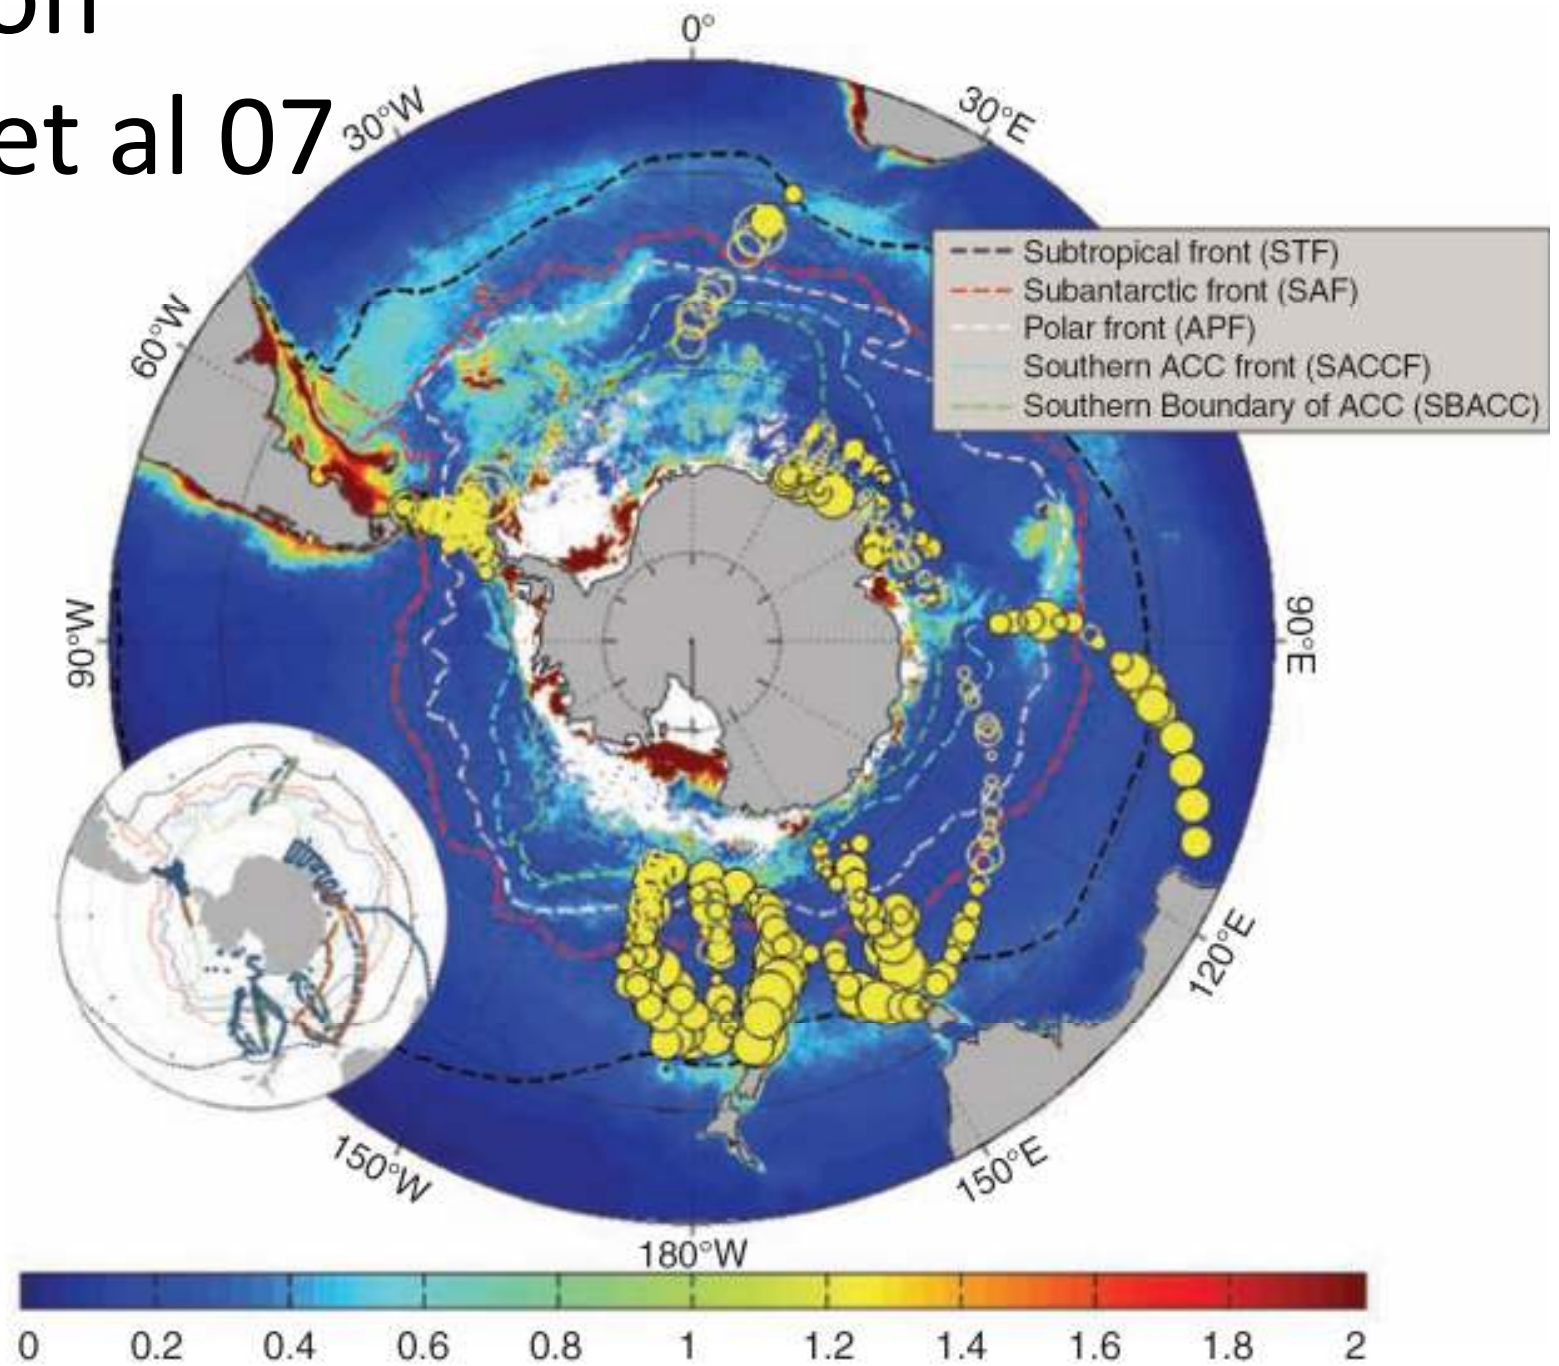 on
et al 07
0°
30°W
30°E
60°W
Subtropical front (STF)
Subantarctic front (SAF)
Polar front (APF)
Southern ACC front (SACCF)
Southern Boundary of ACC (SBACC)
90°W
90°E
120°E
150°W
150°E
180°W
0 0.2 0.4 0.6 0.8 1 1.2 1.4 1.6 1.8 2